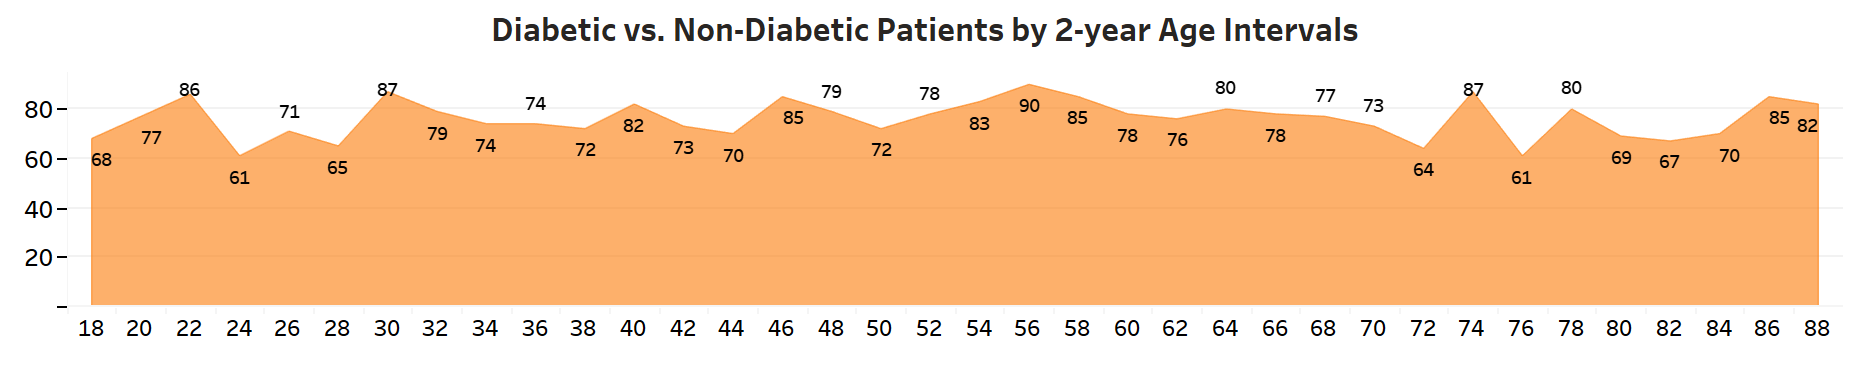 Diabetic vs. Non-Diabetic Patients by 2-year Age Intervals
80
60
40
20
68 77 86 61 71 65 87 79 74 74 72 82 73 70 85 79 72 78 83 90 85 78 76 80 78 77 73 64 87 61 80 69 67 70 85 82
18 20 22 24 26 28 30 32 34 36 38 40 42 44 46 48 50 52 54 56 58 60 62 64 66 68 70 72 74 76 78 80 82 84 86 88